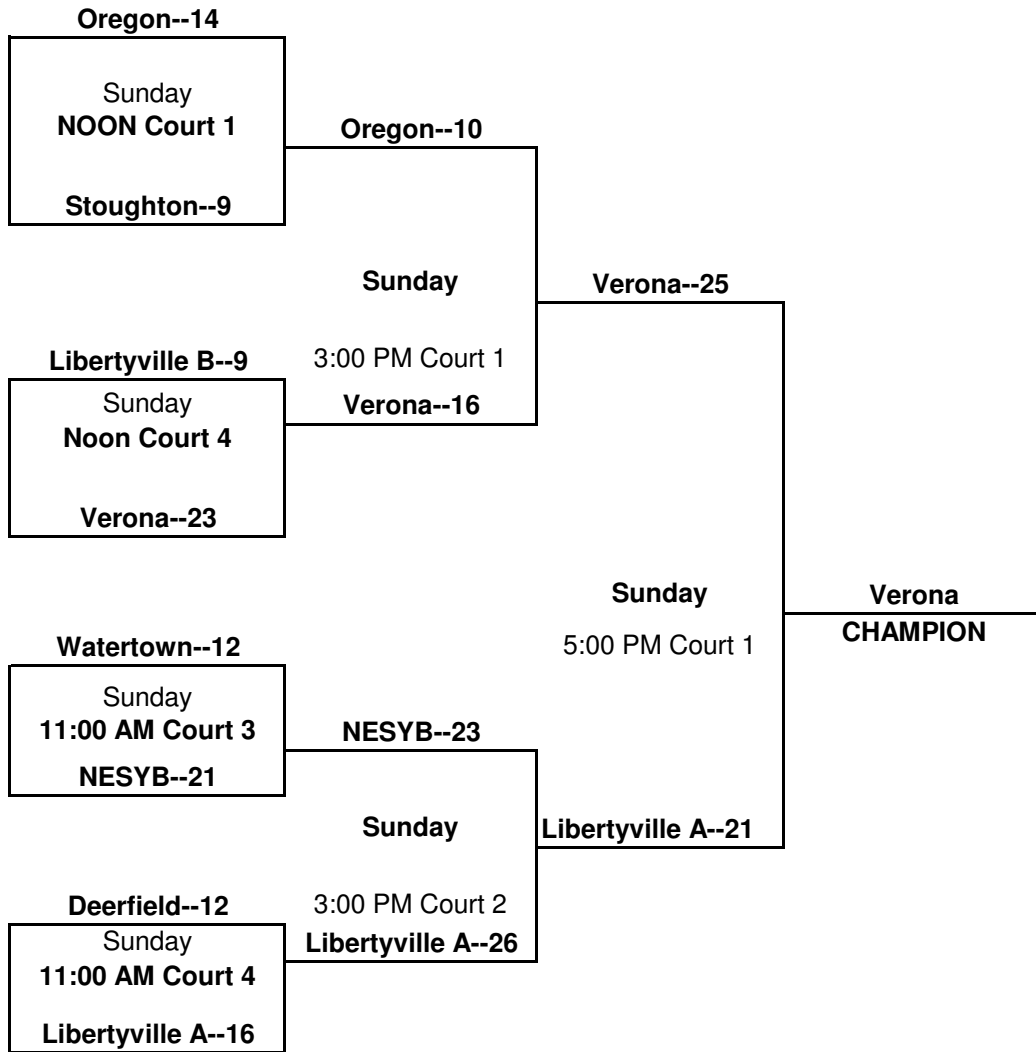 Oregon--14
Sunday
NOON Court 1
Oregon--10
Stoughton--9
Sunday
Verona--25
Libertyville B--9
3:00 PM Court 1
Sunday
Verona--16
Noon Court 4
Verona--23
Sunday
Verona
5:00 PM Court 1
CHAMPION
Watertown--12
Sunday
11:00 AM Court 3
NESYB--23
NESYB--21
Sunday
Libertyville A--21
Deerfield--12
3:00 PM Court 2
Sunday
Libertyville A--26
11:00 AM Court 4
Libertyville A--16